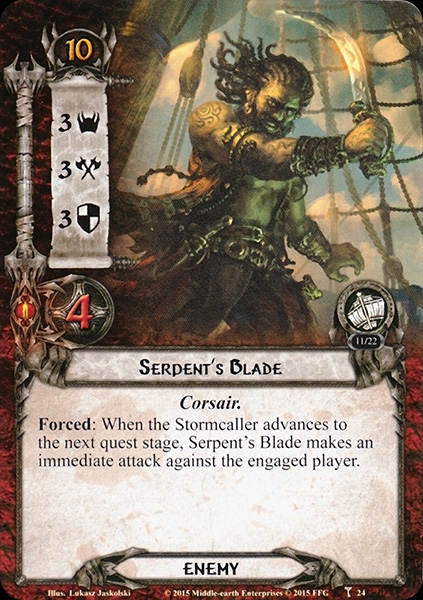 10
3
3
3
4
11/22
Serpent's Blade
Corsair.
Forced: When the Stormcaller advances to
the next quest stage, Serpent's Blade makes an
immediate attack against the engaged player.
ENEMY
Illus. Lukasz Jaskolski © 2015 Middle-earth Enterprises © 2015 FFG 24